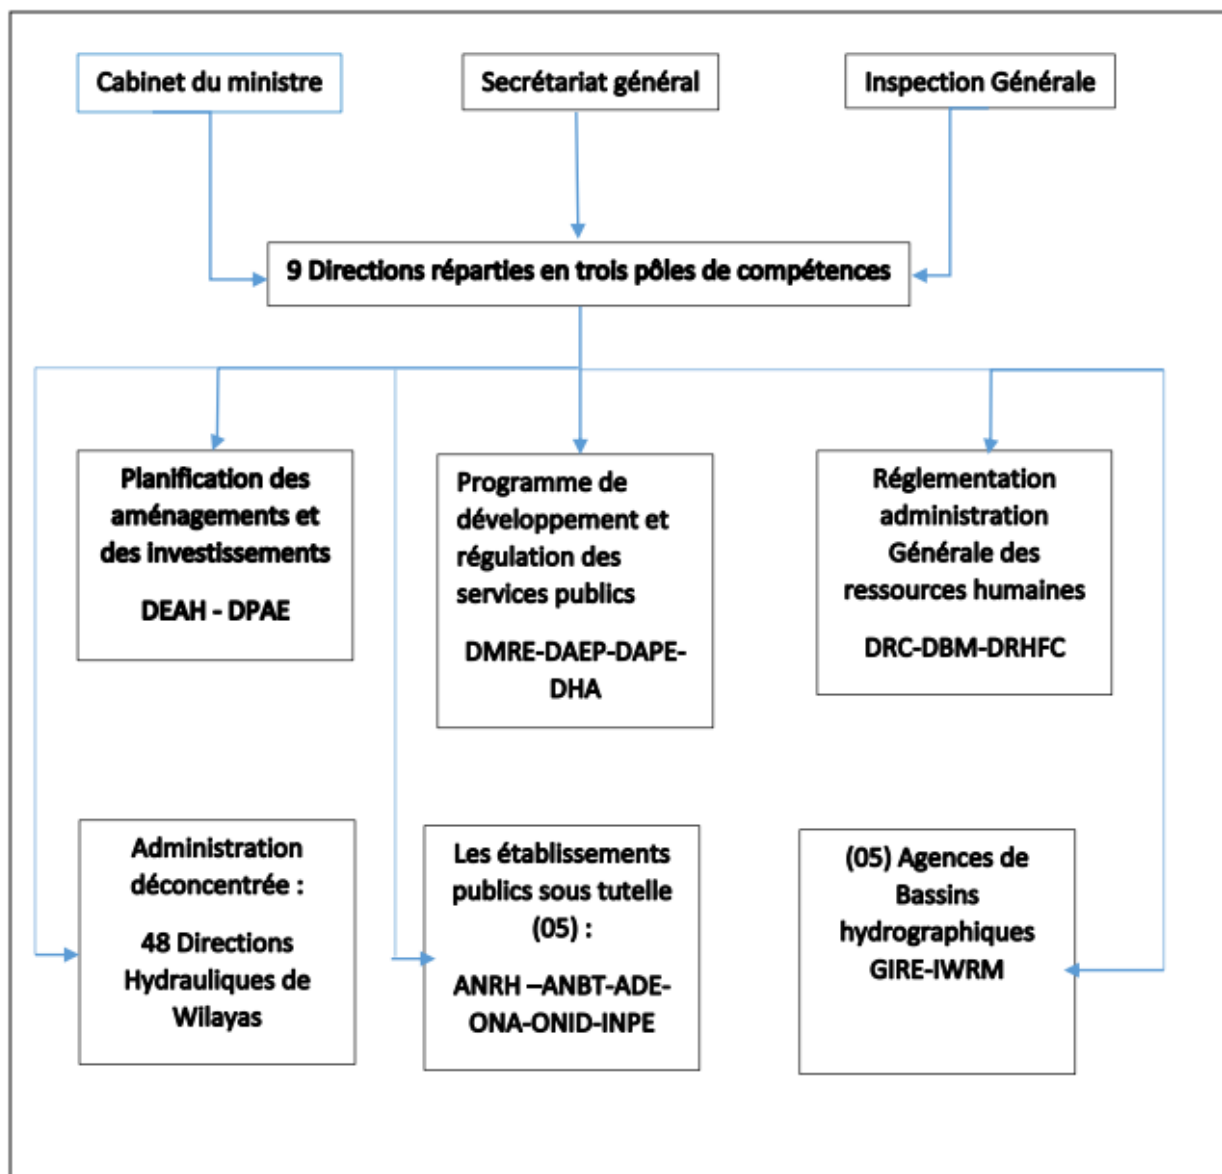 Cabinet du ministre
Secrétariat général
Inspection Générale
9 Directions réparties en trois pôles de compétences
Planification des
aménagements et
des investissements
DEAH - DPAE
Programme de
développement et
régulation des
services publics
DMRE-DAEP-DAPE-
DHA
Réglementation
administration
Générale des
ressources humaines
DRC-DBM-DRHFC
Administration
déconcentrée :
48 Directions
Hydrauliques de
Wilayas
Les établissements
publics sous tutelle
(05) :
ANRH –ANBT-ADE-
ONA-ONID-INPE
(05) Agences de
Bassins
hydrographiques
GIRE-IWRM